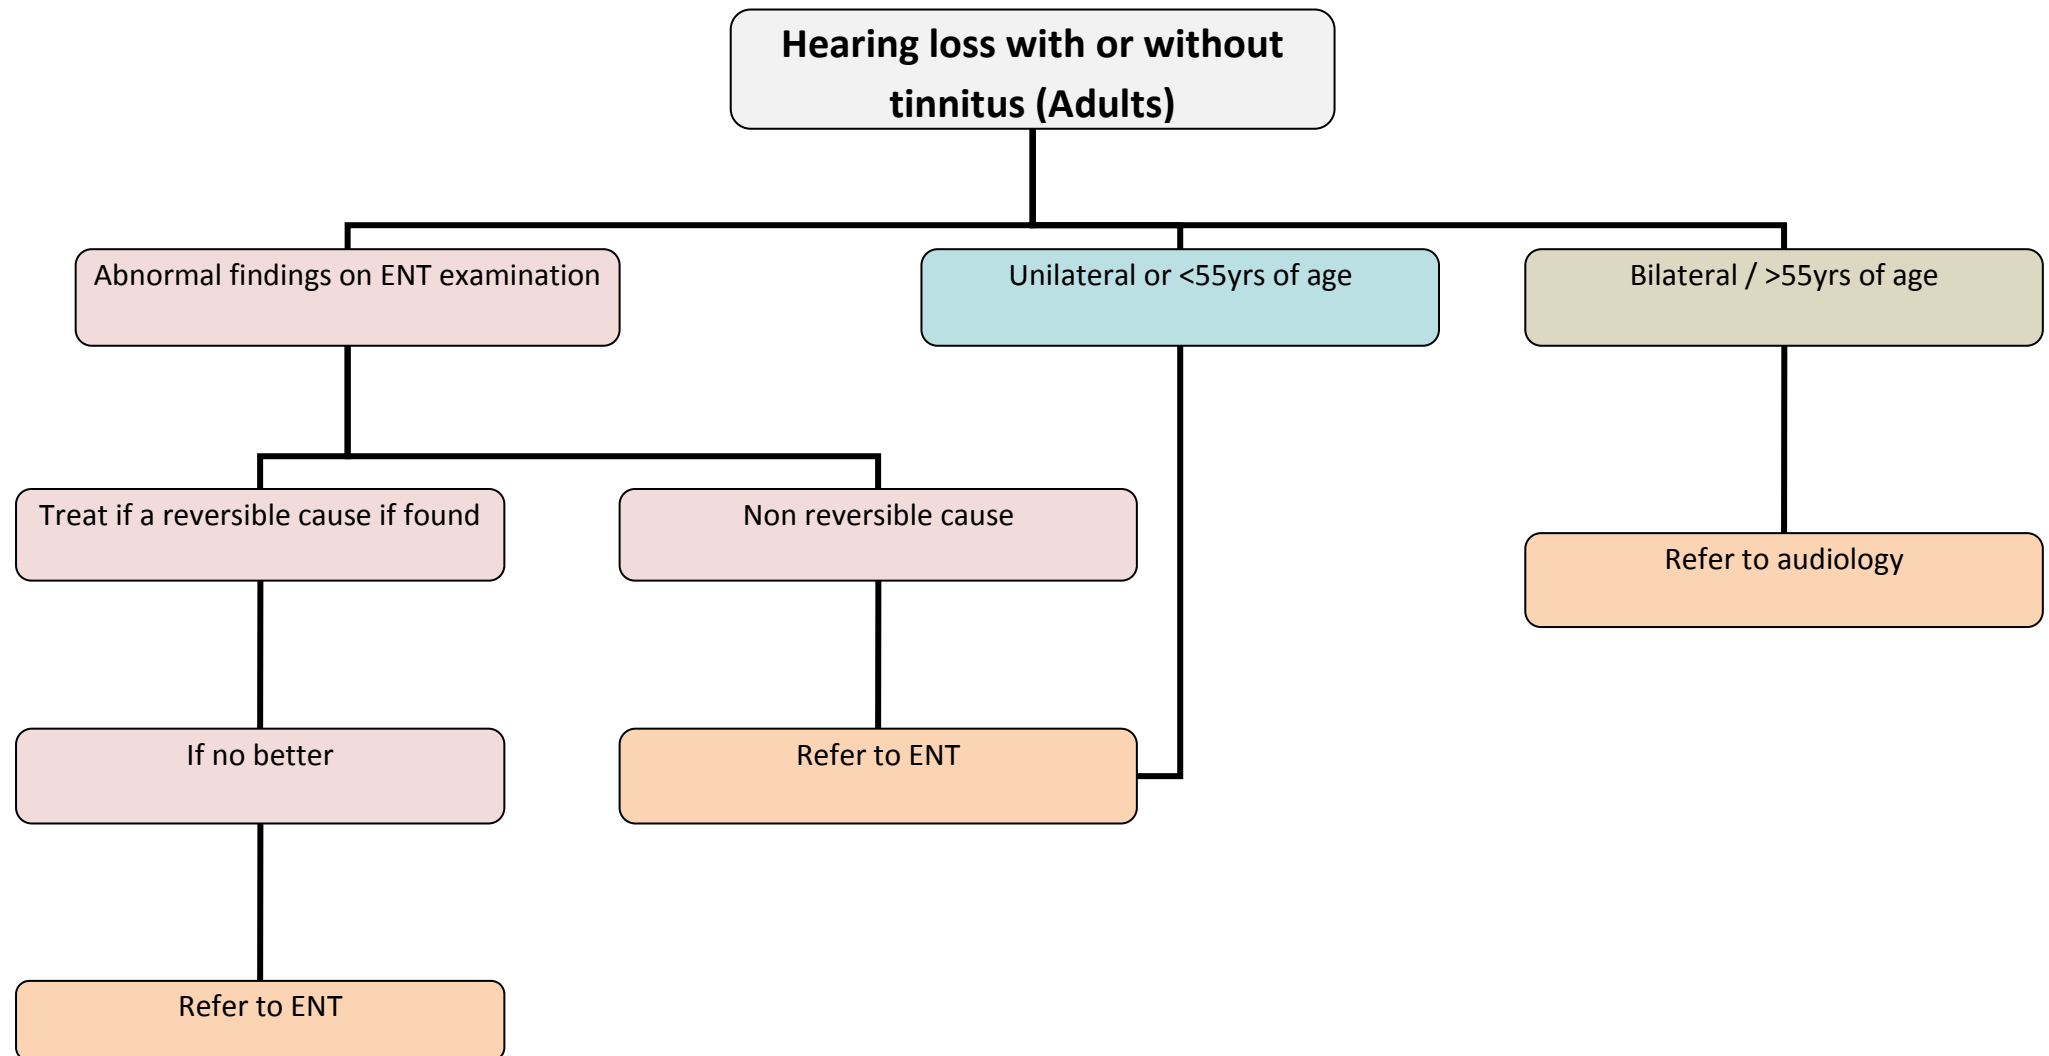 Hearing loss with or without
tinnitus (Adults)
Abnormal findings on ENT examination
Unilateral or <55yrs of age
Bilateral / >55yrs of age
Treat if a reversible cause if found
Non reversible cause
Refer to audiology
If no better
Refer to ENT
Refer to ENT